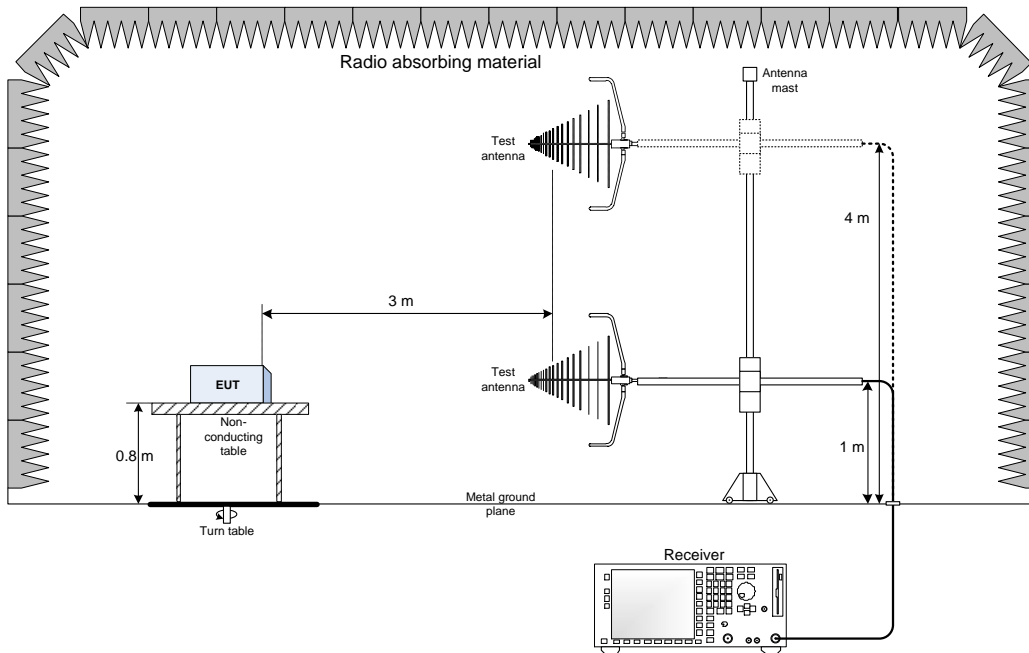 Radio absorbing material
Antenna
mast
Test
antenna
4 m
3 m
Test
antenna
EUT
Non-
conducting
table
0.8 m
1 m
Metal ground
plane
Turn table
Receiver